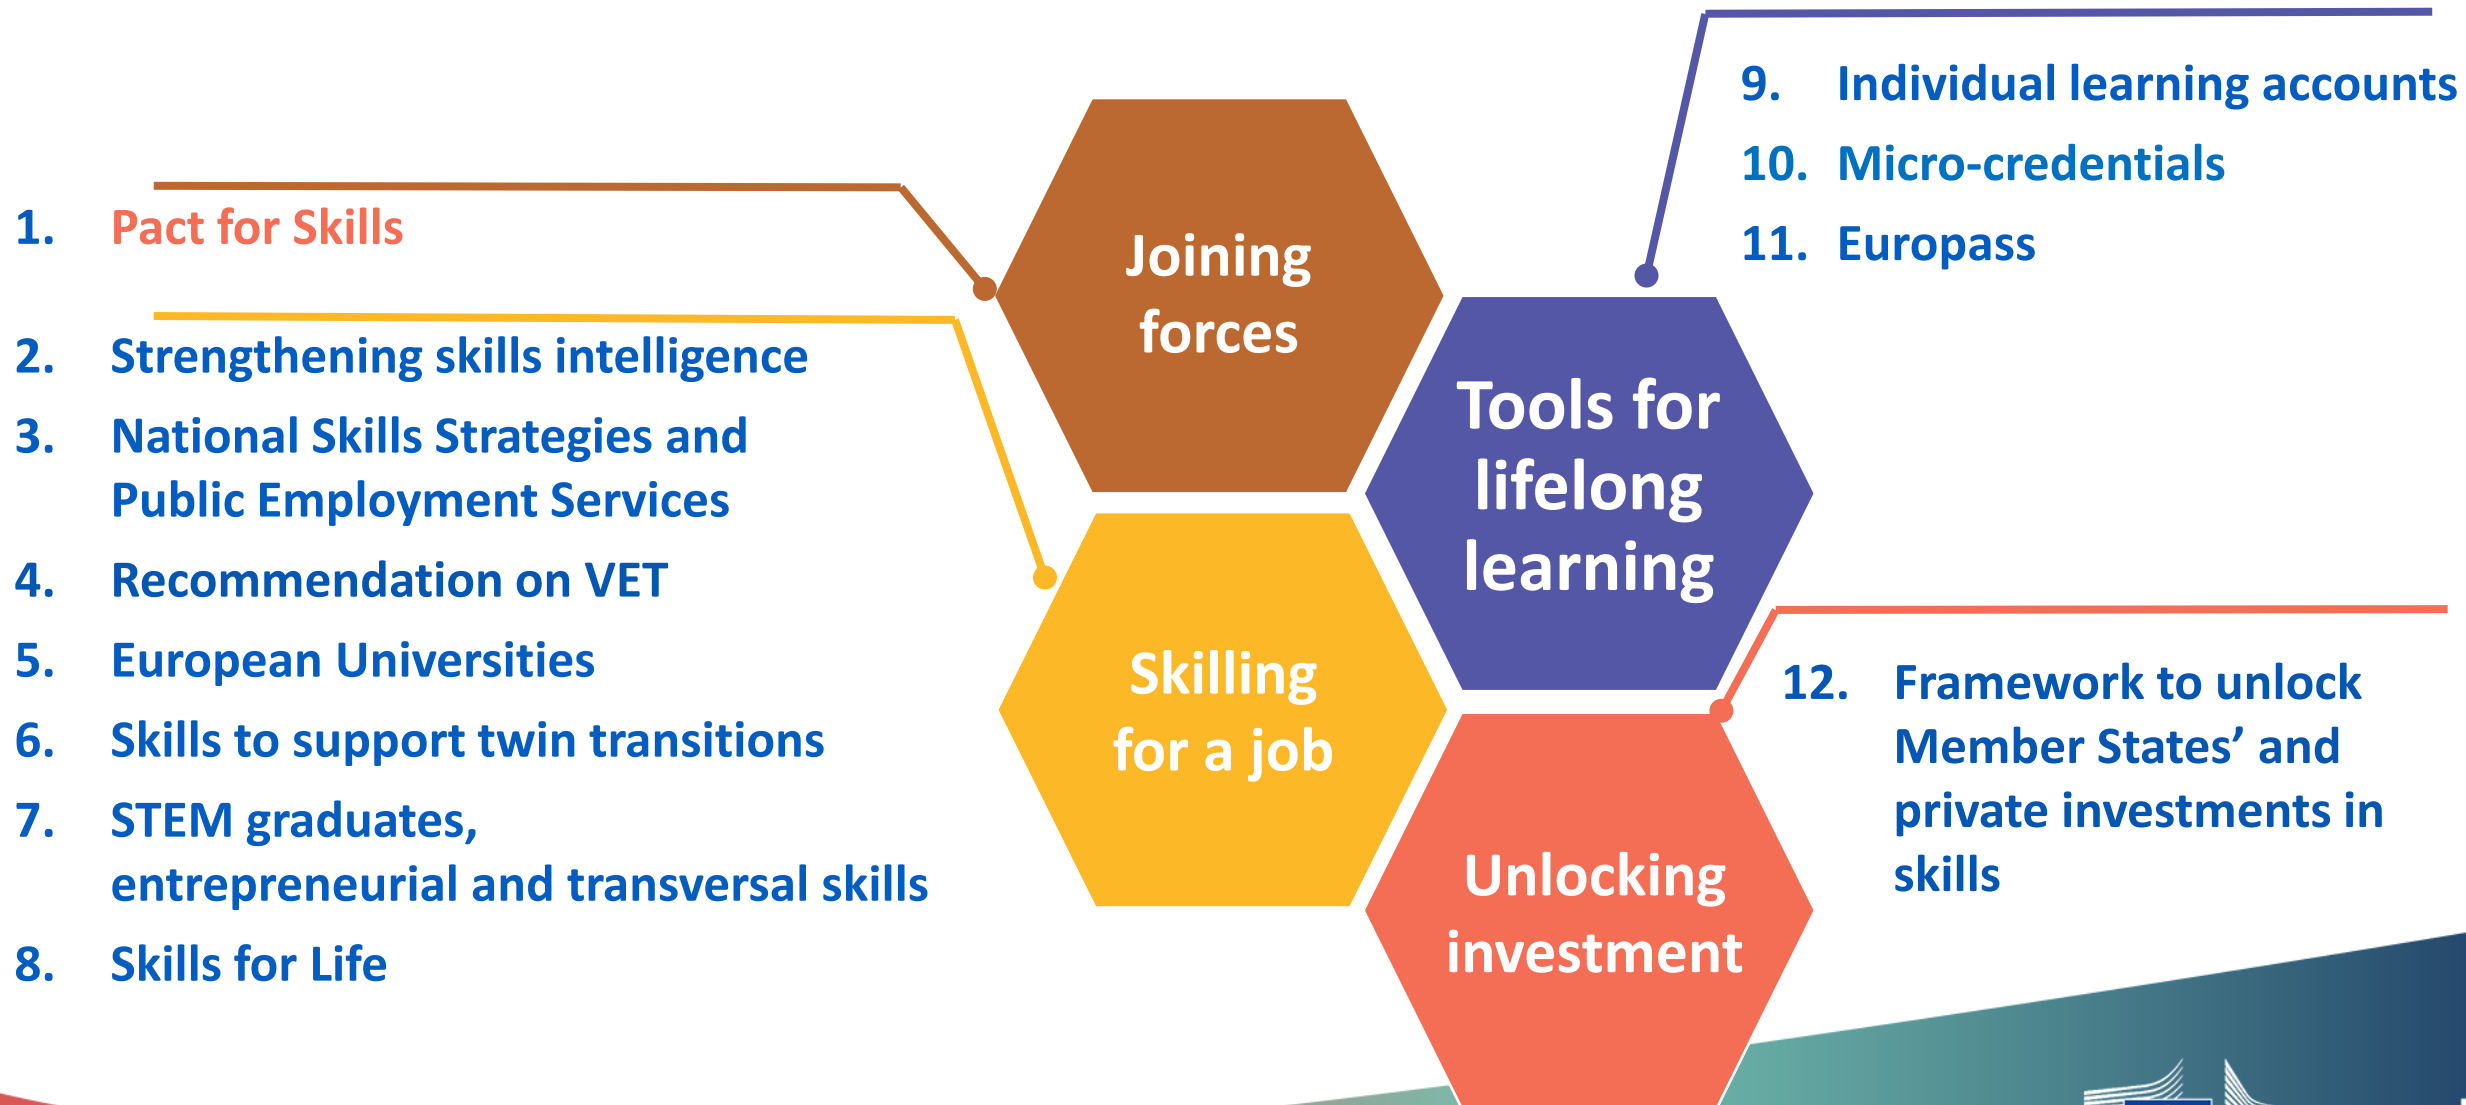 1. Pact for Skills
2. Strengthening skills intelligence
3. National Skills Strategies and
Public Employment Services
4. Recommendation on VET
5. European Universities
6. Skills to support twin transitions
7. STEM graduates,
entrepreneurial and transversal skills
8. Skills for Life
Joining
forces
Skilling
for a job
Tools for
lifelong
learning
Unlocking
investment
9. Individual learning accounts
10. Micro-credentials
11. Europass
12. Framework to unlock
Member States’ and
private investments in
skills